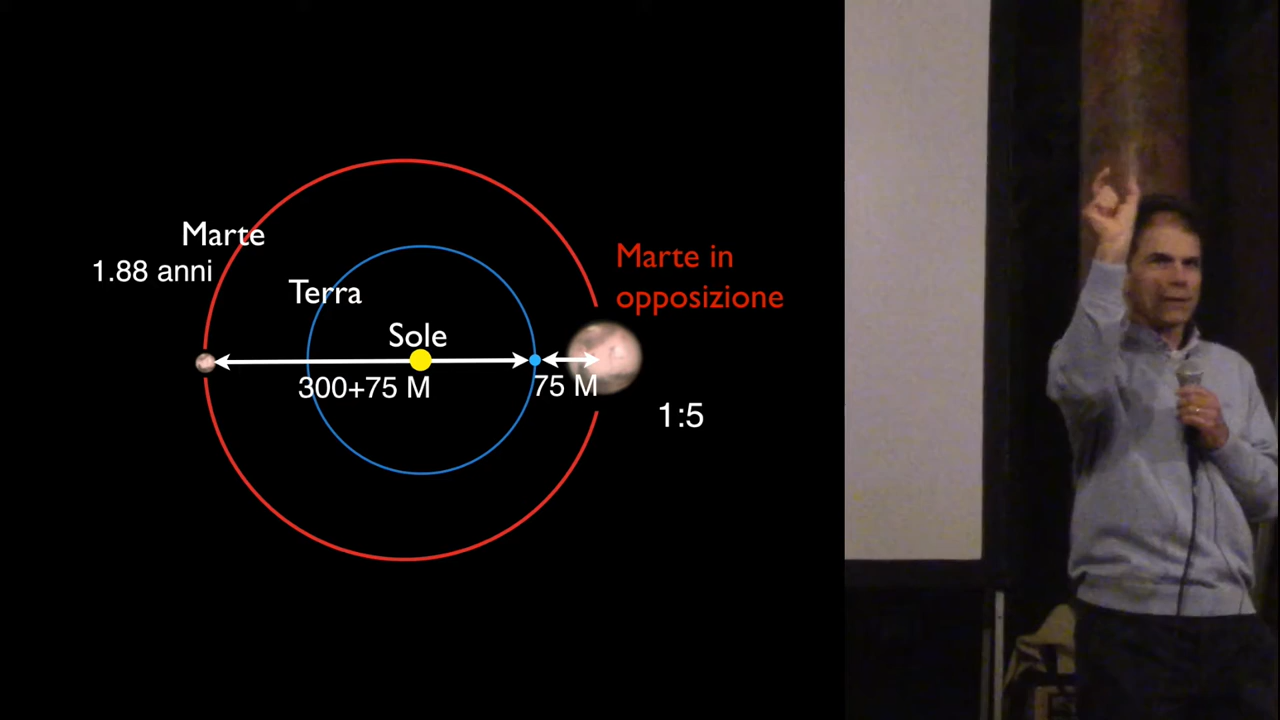 Marte
1.88 anni
Terra
Sole
300+75 M
75 M
Marte in
opposizione
1:5